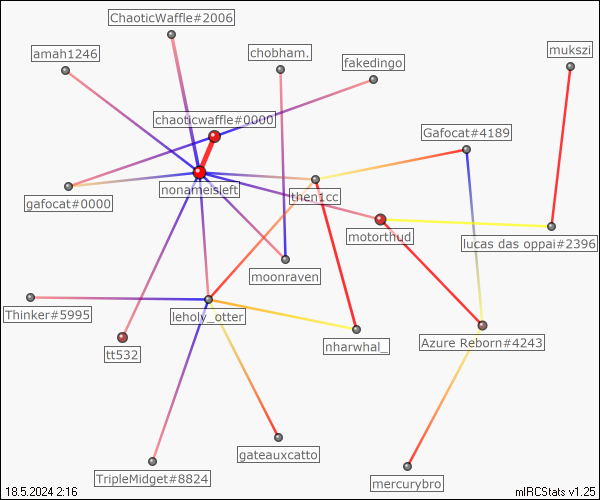 ChaoticWaffle#2006
amah1246
chobham.
mukszi
fakedingo
chaoticwaffle#0000
Gafocat#4189
nonameisleft
then1cc
gafocat#0000
motorthud
lucas das oppai#2396
moonraven
Thinker#5995
leholy_otter
Azure Reborn#4243
nharwhal_
tt532
gateauxcatto
TripleMidget#8824
mercurybro
18.5.2024 2:16
mIRCStats v1.25